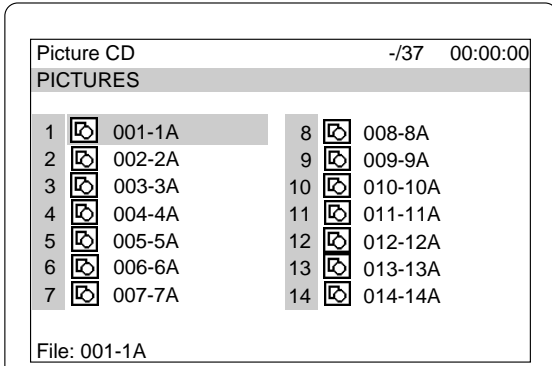 Picture CD -/37 00:00:00
PICTURES
1 001-1A
2 002-2A
3 003-3A
4 004-4A
5 005-5A
6 006-6A
7 007-7A
8 008-8A
9 009-9A
10 010-10A
11 011-11A
12 012-12A
13 013-13A
14 014-14A
File: 001-1A